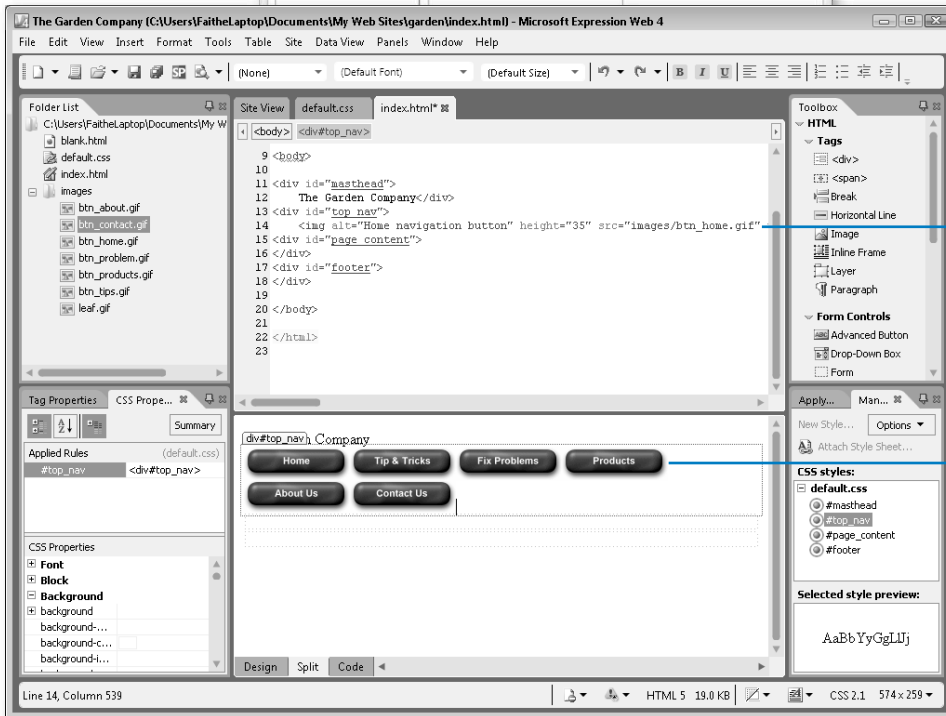 The Garden Company (C:\Users\FaitheLaptop\Documents\My Web Sites\garden\index.html) - Microsoft Expression Web 4
File Edit View Insert Format Tools Table Site Data View Panels Window Help
(None) (Default Font) (Default Size) B I U
Folder List
C:\Users\FaitheLaptop\Documents\My W
blank.html
default.css
index.html
images
btn_about.gif
btn_contact.gif
btn_home.gif
btn_problem.gif
btn_products.gif
btn_tips.gif
leaf.gif
Site View default.css index.html*
<body> <div#top_nav>
9 <body>
10
11 <div id="masthead">
12 The Garden Company</div>
13 <div id="top_nav">
14 <img alt="Home navigation button" height="35" src="images/btn_home.gif"
15 <div id="page_content">
16 </div>
17 <div id="footer">
18 </div>
19
20 </body>
21
22 </html>
23
Toolbox
HTML
Tags
<div>
<span>
Break
Horizontal Line
Image
Inline Frame
Layer
Paragraph
Form Controls
Advanced Button
Drop-Down Box
Form
Tag Properties CSS Prope...
Summary
Applied Rules (default.css)
#top_nav <div#top_nav>
CSS Properties
Font
Block
Background
background
background-...
background-c...
background-i...
div#top_nav Company
Home Tip & Tricks Fix Problems Products
About Us Contact Us
Design Split Code
Apply... Man...
New Style... Options
Attach Style Sheet...
CSS styles:
default.css
#masthead
#top_nav
#page_content
#footer
Selected style preview:
AaBbYyGgLlJj
Line 14, Column 539 HTML 5 19.0 KB CSS 2.1 574 x 259